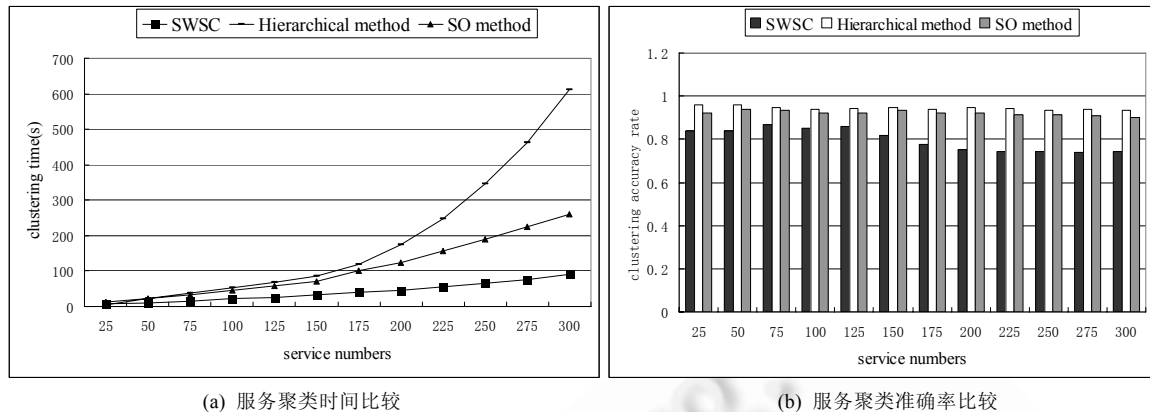 SWSC Hierarchical method SO method
700
600
500
400
300
200
100
0
clustering time(s)
25 50 75 100 125 150 175 200 225 250 275 300
service numbers
(a) 服务聚类时间比较
SWSC Hierarchical method SO method
1.2
1
0.8
0.6
0.4
0.2
0
clustering accuracy rate
25 50 75 100 125 150 175 200 225 250 275 300
service numbers
(b) 服务聚类准确率比较